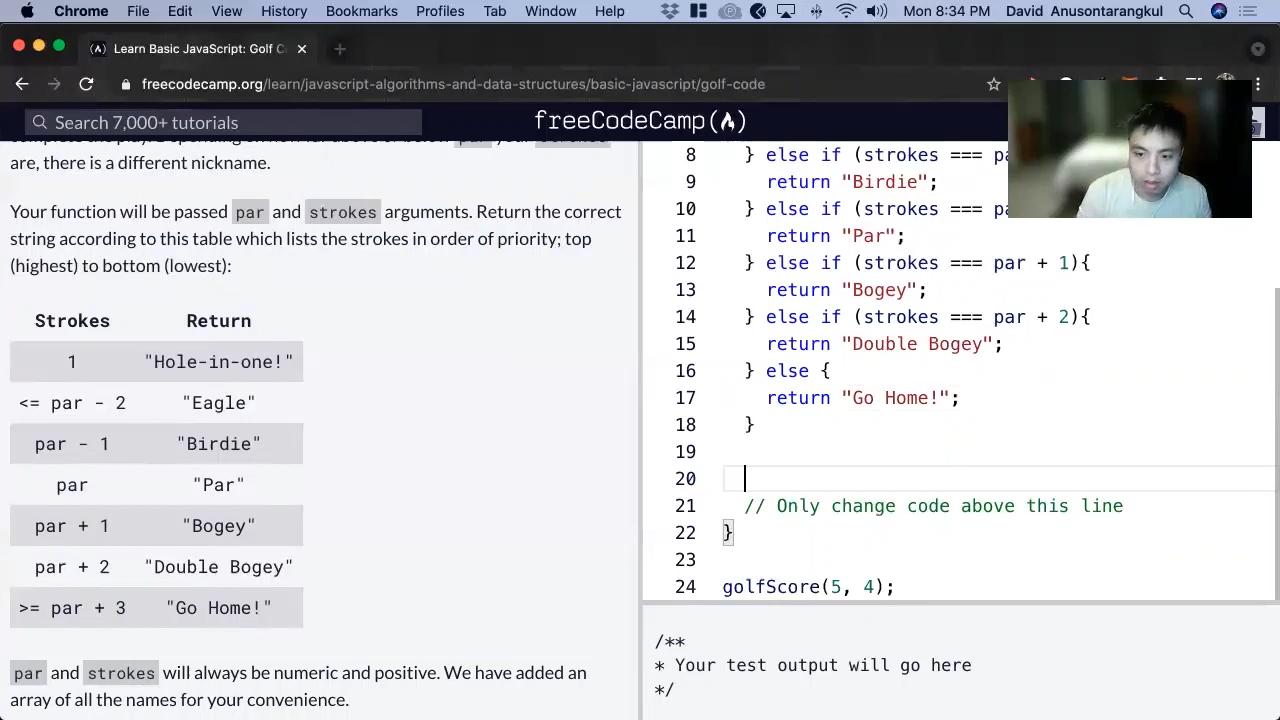 Chrome File Edit View History Bookmarks Profiles Tab Window Help Mon 8:34 PM David Anusontarangkul
Learn Basic JavaScript: Golf C
freecodecamp.org/learn/javascript-algorithms-and-data-structures/basic-javascript/golf-code
Search 7,000+ tutorials
freeCodeCamp
are, there is a different nickname.
Your function will be passed par and strokes arguments. Return the correct
string according to this table which lists the strokes in order of priority; top
(highest) to bottom (lowest):
Strokes Return
1 "Hole-in-one!"
<= par - 2 "Eagle"
par - 1 "Birdie"
par "Par"
par + 1 "Bogey"
par + 2 "Double Bogey"
>= par + 3 "Go Home!"
par and strokes will always be numeric and positive. We have added an
array of all the names for your convenience.
8 } else if (strokes === pa
9 return "Birdie";
10 } else if (strokes === pa
11 return "Par";
12 } else if (strokes === par + 1){
13 return "Bogey";
14 } else if (strokes === par + 2){
15 return "Double Bogey";
16 } else {
17 return "Go Home!";
18 }
19
20
21 // Only change code above this line
22 }
23
24 golfScore(5, 4);
/**
* Your test output will go here
*/